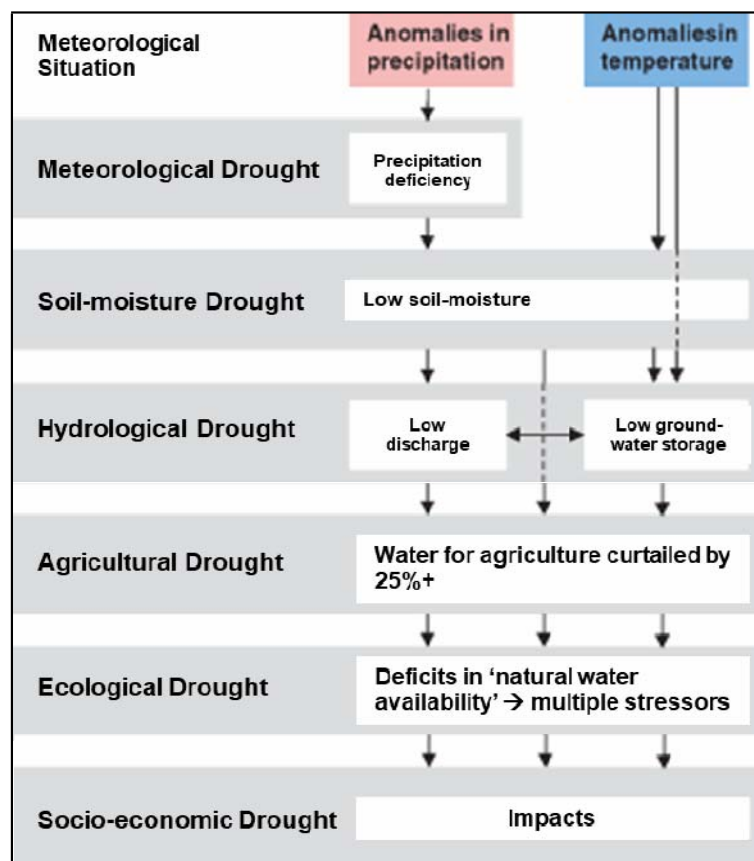 Meteorological
Situation
Anomalies in
precipitation
Anomaliesin
temperature
Meteorological Drought
Precipitation
deficiency
Soil-moisture Drought
Low soil-moisture
Hydrological Drought
Low
discharge
Low ground-
water storage
Agricultural Drought
Water for agriculture curtailed by
25%+
Ecological Drought
Deficits in ‘natural water
availability’ → multiple stressors
Socio-economic Drought
Impacts